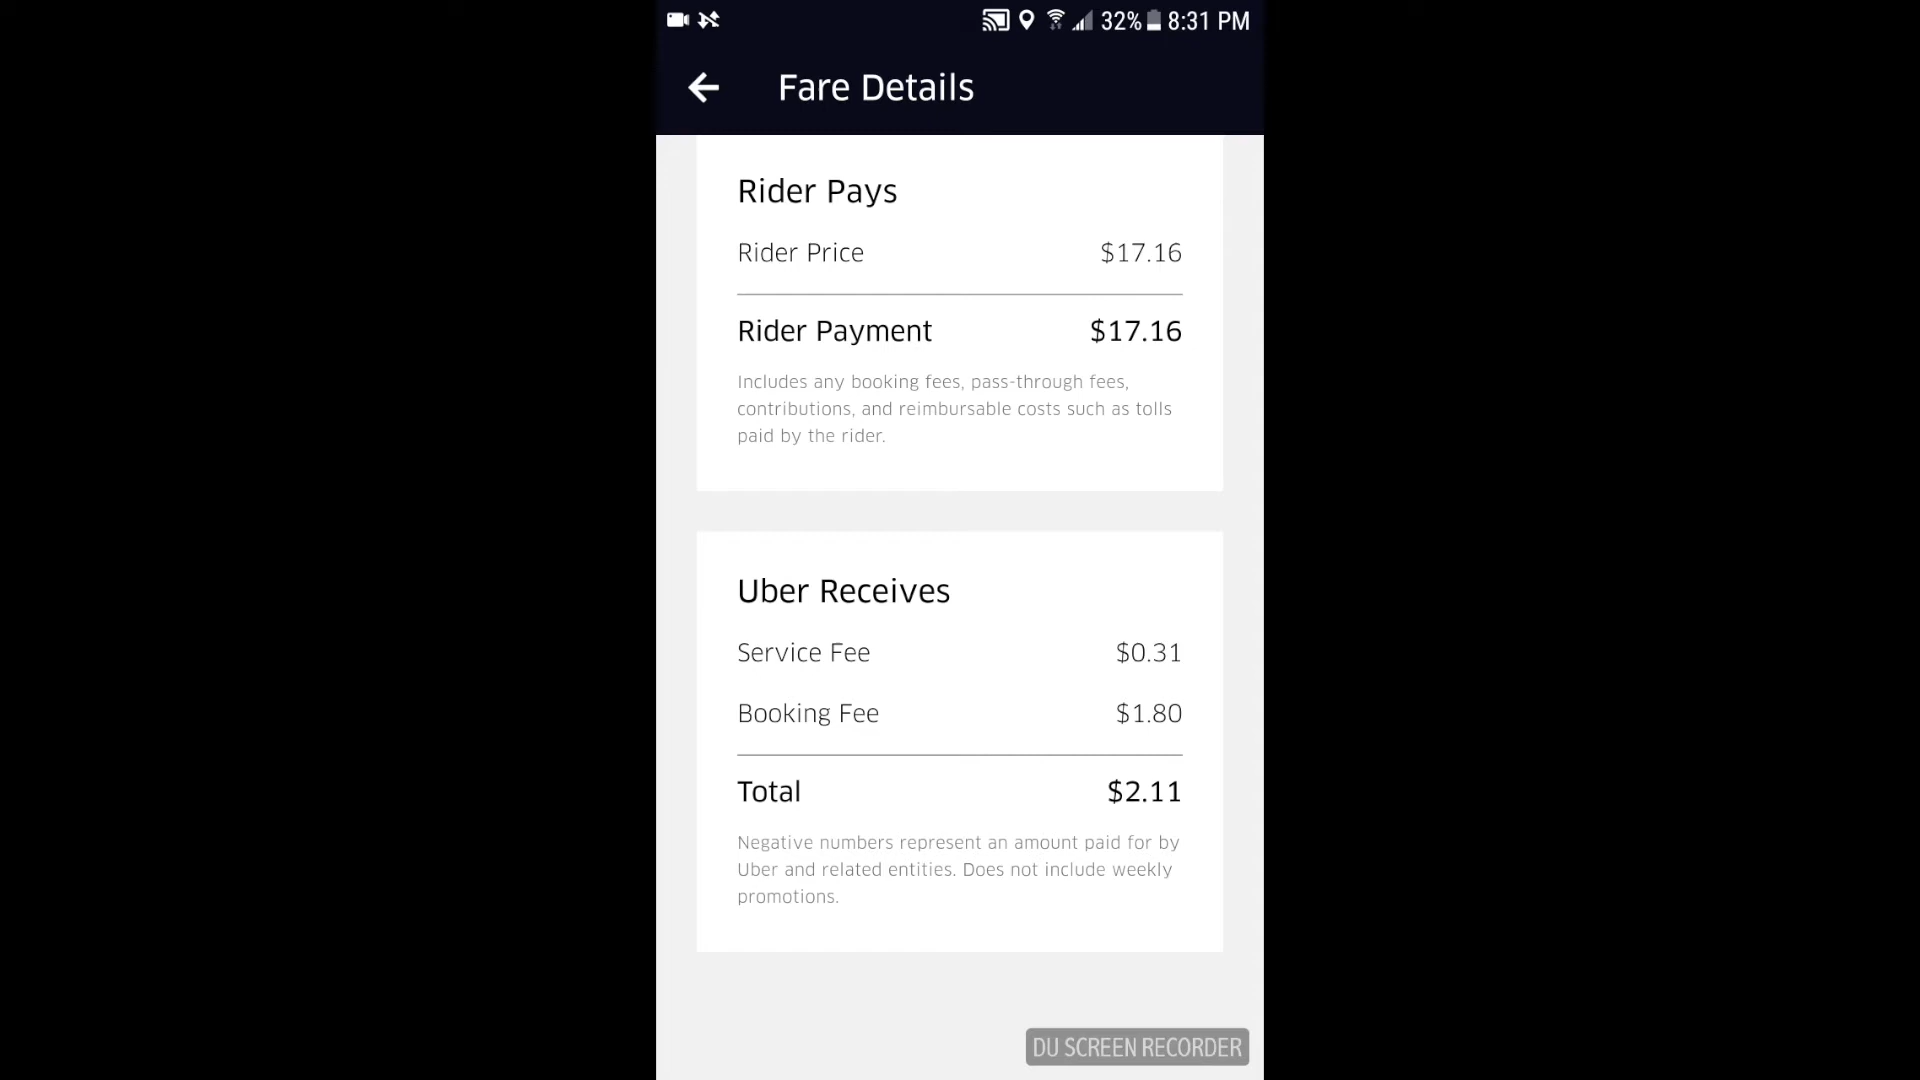 32% 8:31 PM
Fare Details
Rider Pays
Rider Price $17.16
Rider Payment $17.16
Includes any booking fees, pass-through fees,
contributions, and reimbursable costs such as tolls
paid by the rider.
Uber Receives
Service Fee $0.31
Booking Fee $1.80
Total $2.11
Negative numbers represent an amount paid for by
Uber and related entities. Does not include weekly
promotions.
DU SCREEN RECORDER